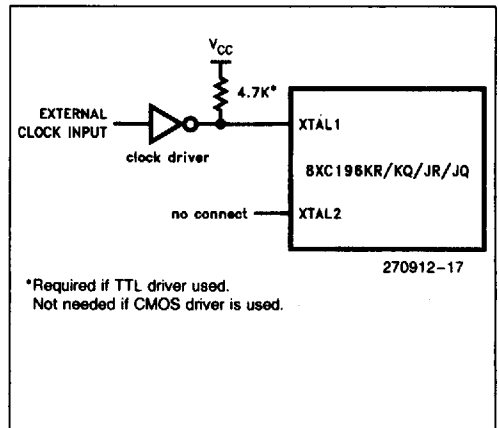 VCC
4.7K*
EXTERNAL
CLOCK INPUT
clock driver
XTAL1
8XC196KR/KQ/JR/JQ
no connect
XTAL2
270912-17
*Required if TTL driver used.
Not needed if CMOS driver is used.